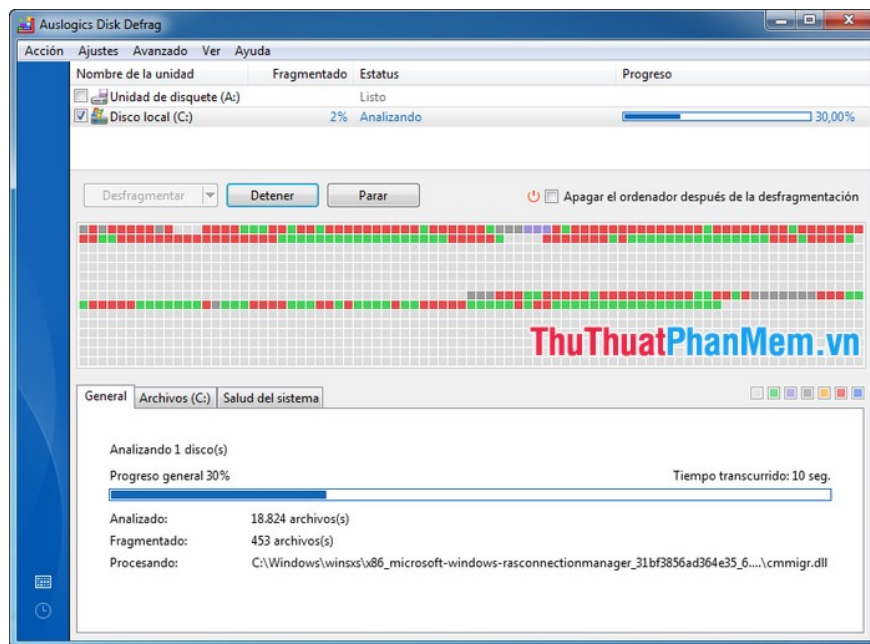 Auslogics Disk Defrag
Acción Ajustes Avanzado Ver Ayuda
Nombre de la unidad Fragmentado Estatus Progreso
Unidad de disquete (A:) Listo
Disco local (C:) 2% Analizando 30,00%
Desfragmentar Detener Parar Apagar el ordenador después de la desfragmentación
ThuThuatPhanMem.vn
General Archivos (C:) Salud del sistema
Analizando 1 disco(s)
Progreso general 30% Tiempo transcurrido: 10 seg.
Analizado: 18.824 archivos(s)
Fragmentado: 453 archivos(s)
Procesando: C:\Windows\winsxs\x86_microsoft-windows-rasconnectionmanager_31bf3856ad364e35_6....\cmmigr.dll